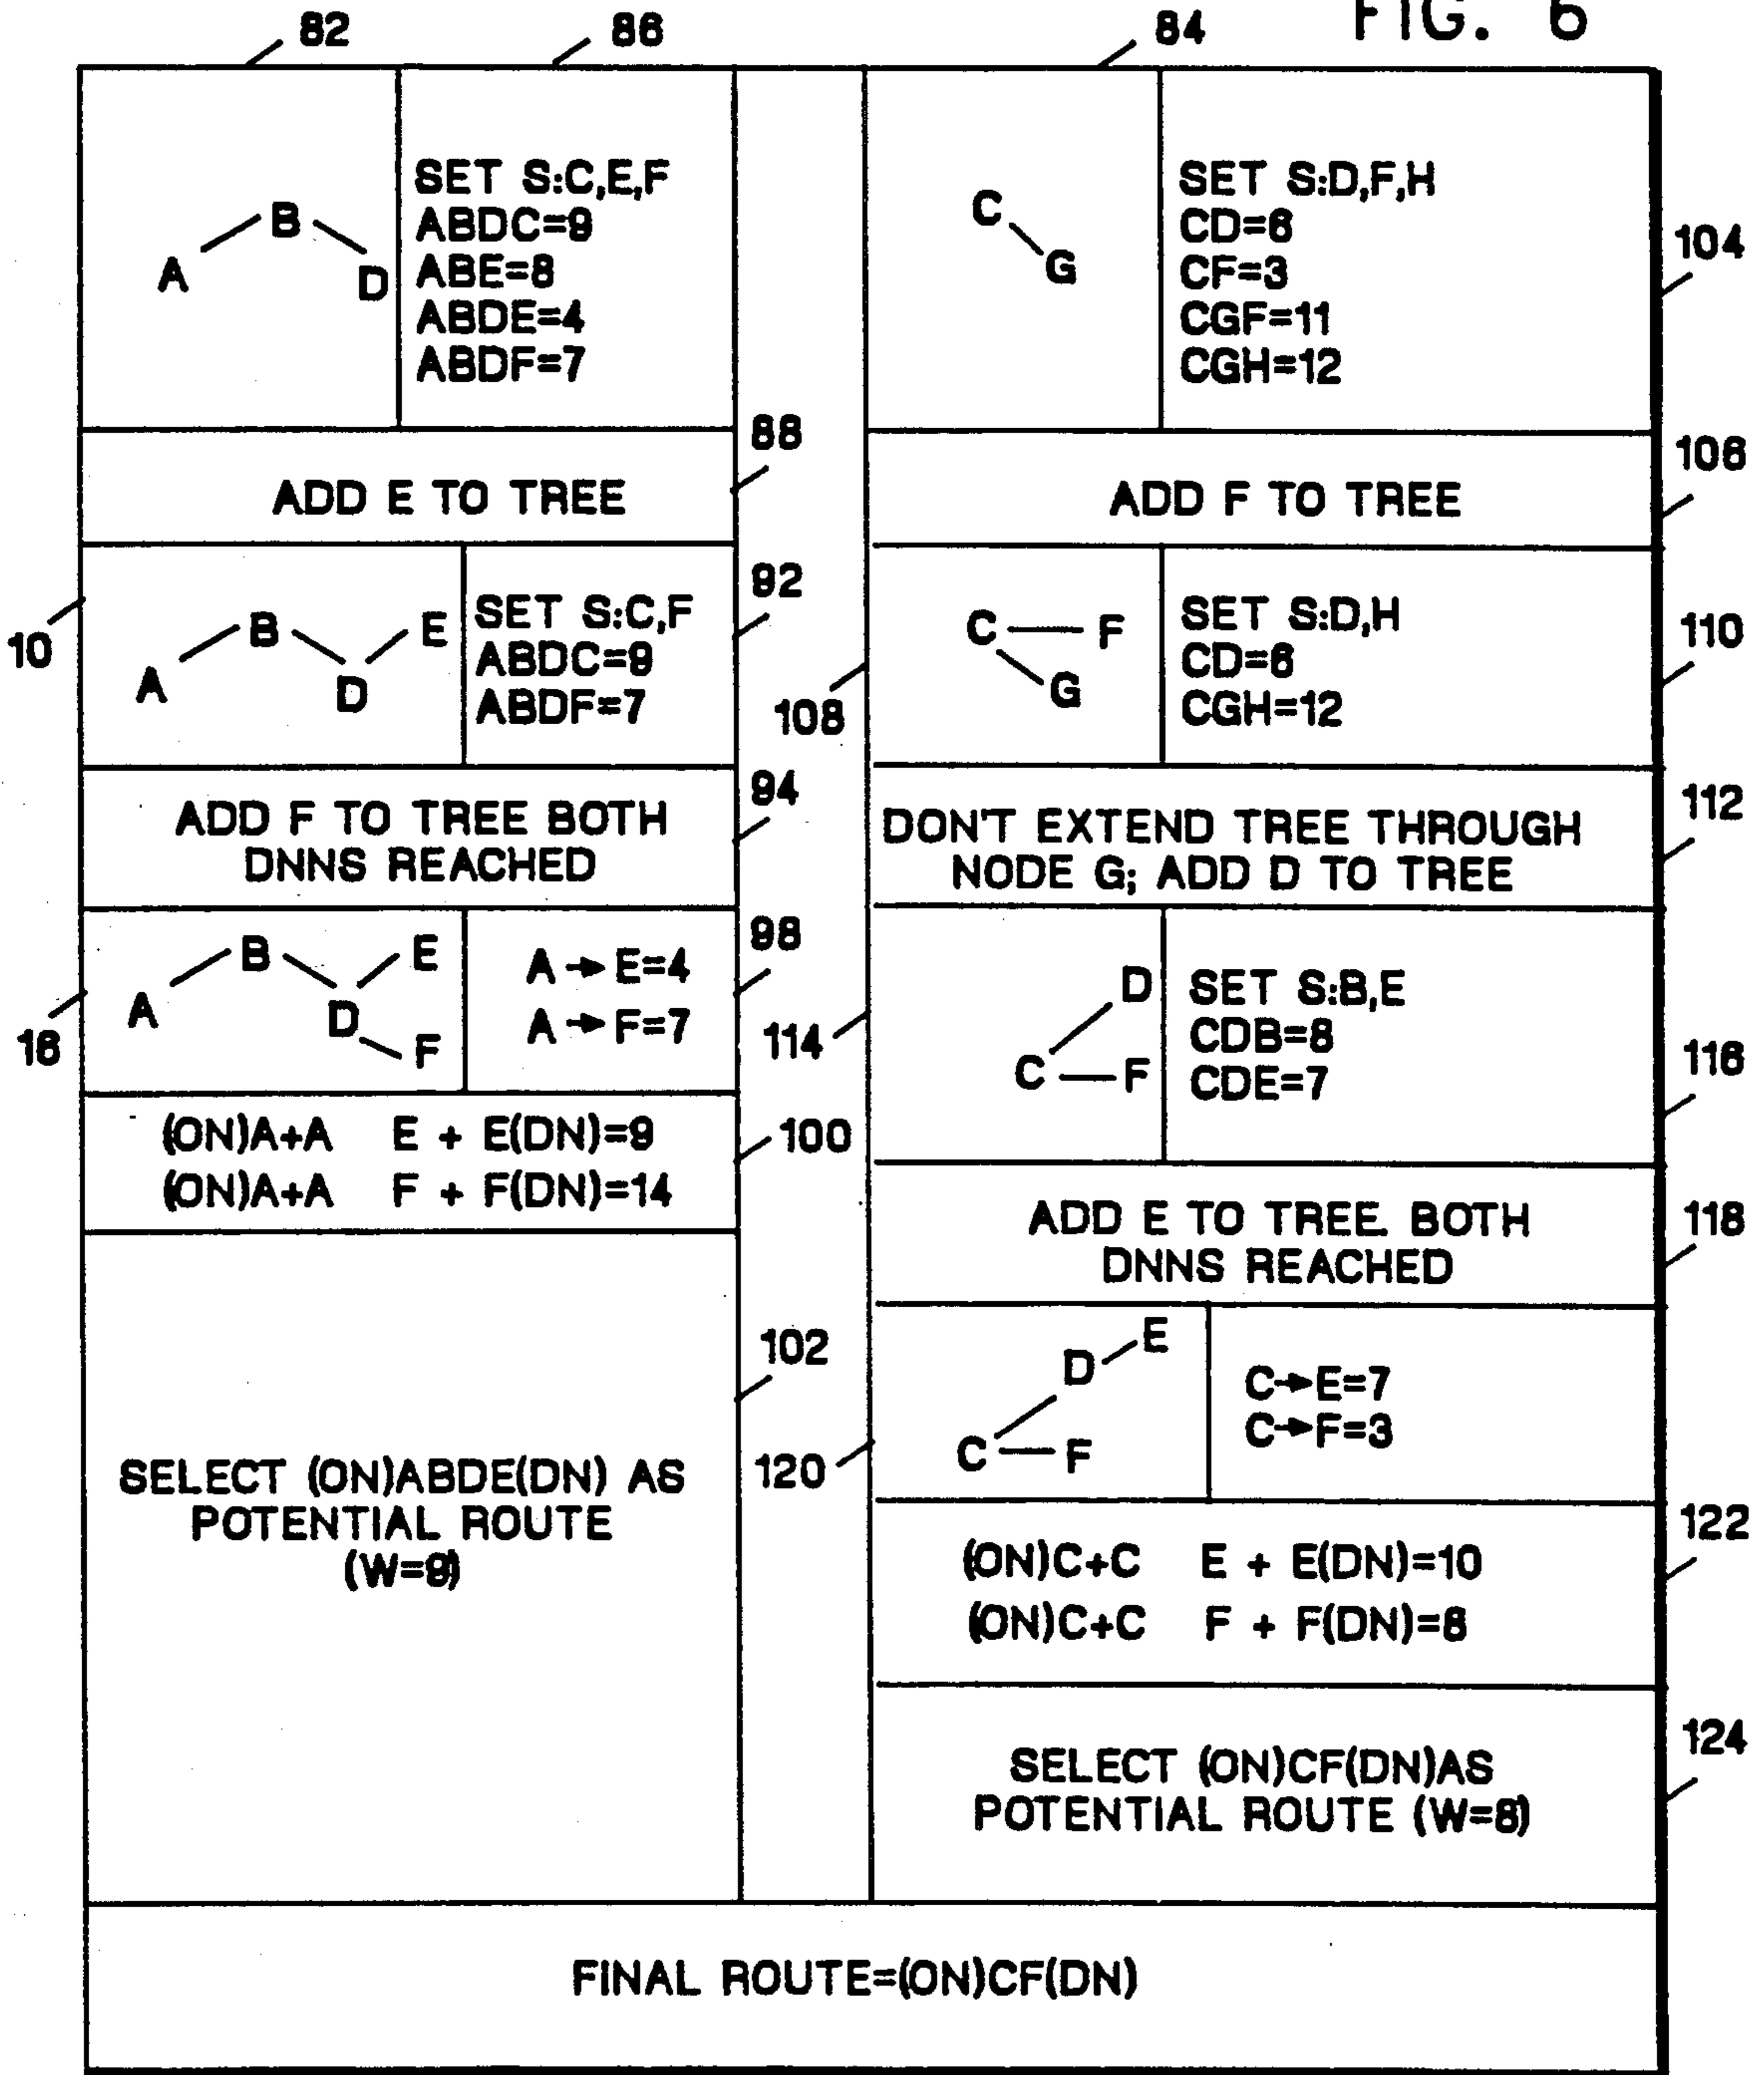 FIG. 6
82
86
84
A
B
D
SET S:C,E,F
ABDC=9
ABE=8
ABDE=4
ABDF=7
88
ADD E TO TREE
10
A
B
D
E
SET S:C,F
ABDC=9
ABDF=7
92
ADD F TO TREE BOTH
DNNS REACHED
94
16
A
B
D
E
F
A → E=4
A → F=7
98
(ON)A+A E + E(DN)=9
(ON)A+A F + F(DN)=14
100
SELECT (ON)ABDE(DN) AS
POTENTIAL ROUTE
(W=9)
102
C
G
SET S:D,F,H
CD=6
CF=3
CGF=11
CGH=12
104
ADD F TO TREE
106
108
C
F
G
SET S:D,H
CD=6
CGH=12
110
DON'T EXTEND TREE THROUGH
NODE G; ADD D TO TREE
112
114
D
C
F
SET S:B,E
CDB=8
CDE=7
116
ADD E TO TREE. BOTH
DNNS REACHED
118
120
E
D
C
F
C→E=7
C→F=3
(ON)C+C E + E(DN)=10
(ON)C+C F + F(DN)=8
122
SELECT (ON)CF(DN)AS
POTENTIAL ROUTE (W=8)
124
FINAL ROUTE=(ON)CF(DN)